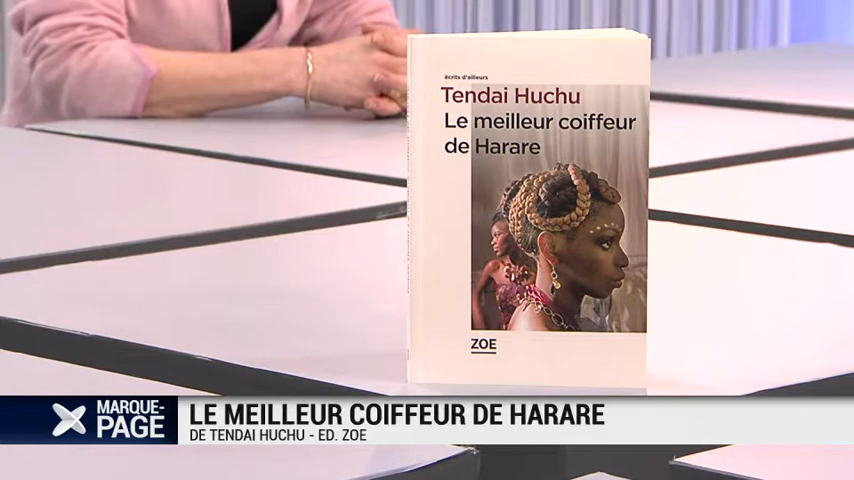 écrits d'ailleurs
Tendai Huchu
Le meilleur coiffeur
de Harare
ZOE
MARQUE-
PAGE
LE MEILLEUR COIFFEUR DE HARARE
DE TENDAI HUCHU - ED. ZOE